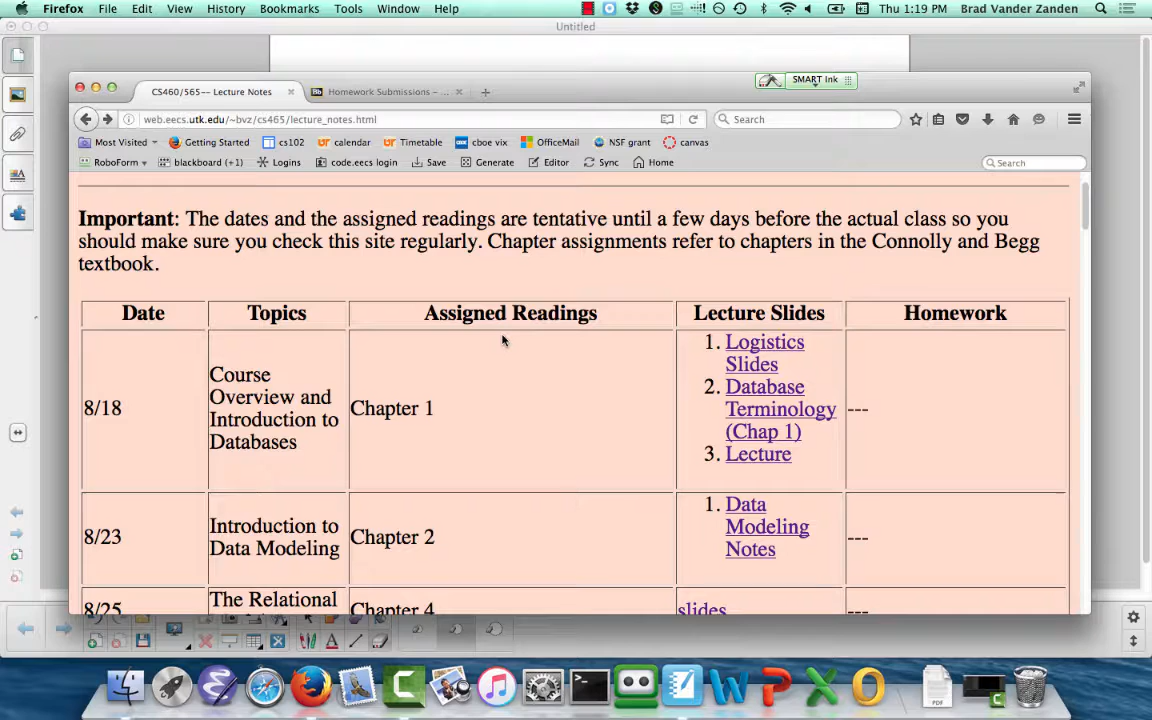 Firefox File Edit View History Bookmarks Tools Window Help Thu 1:19 PM Brad Vander Zanden
Untitled
SMART Ink
CS460/565-- Lecture Notes Homework Submissions – ...
web.eecs.utk.edu/~bvz/cs465/lecture_notes.html Search
Most Visited Getting Started cs102 calendar Timetable cboe vix OfficeMail NSF grant canvas
RoboForm blackboard (+1) Logins code.eecs login Save Generate Editor Sync Home Search
Important: The dates and the assigned readings are tentative until a few days before the actual class so you
should make sure you check this site regularly. Chapter assignments refer to chapters in the Connolly and Begg
textbook.
Date Topics Assigned Readings Lecture Slides Homework
8/18
Course
Overview and
Introduction to
Databases
Chapter 1
1. Logistics
Slides
2. Database
Terminology
(Chap 1)
3. Lecture
---
8/23
Introduction to
Data Modeling
Chapter 2
1. Data
Modeling
Notes
---
8/25
The Relational
Chapter 4
slides
---
PDF